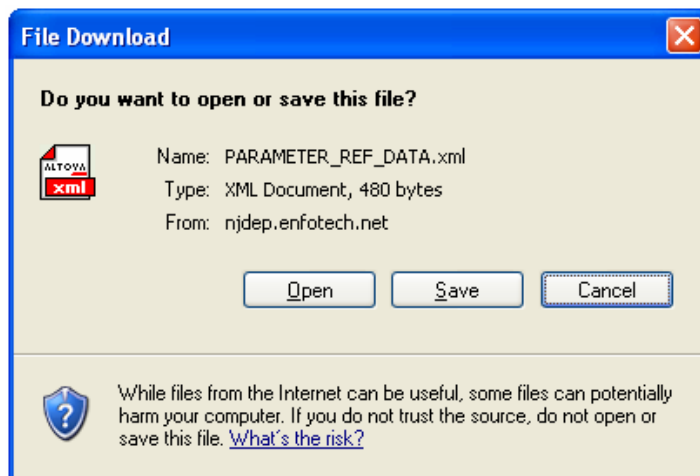 File Download
Do you want to open or save this file?
ALTOVA
xml
Name: PARAMETER_REF_DATA.xml
Type: XML Document, 480 bytes
From: njdep.enfotech.net
Open Save Cancel
While files from the Internet can be useful, some files can potentially
harm your computer. If you do not trust the source, do not open or
save this file. What's the risk?